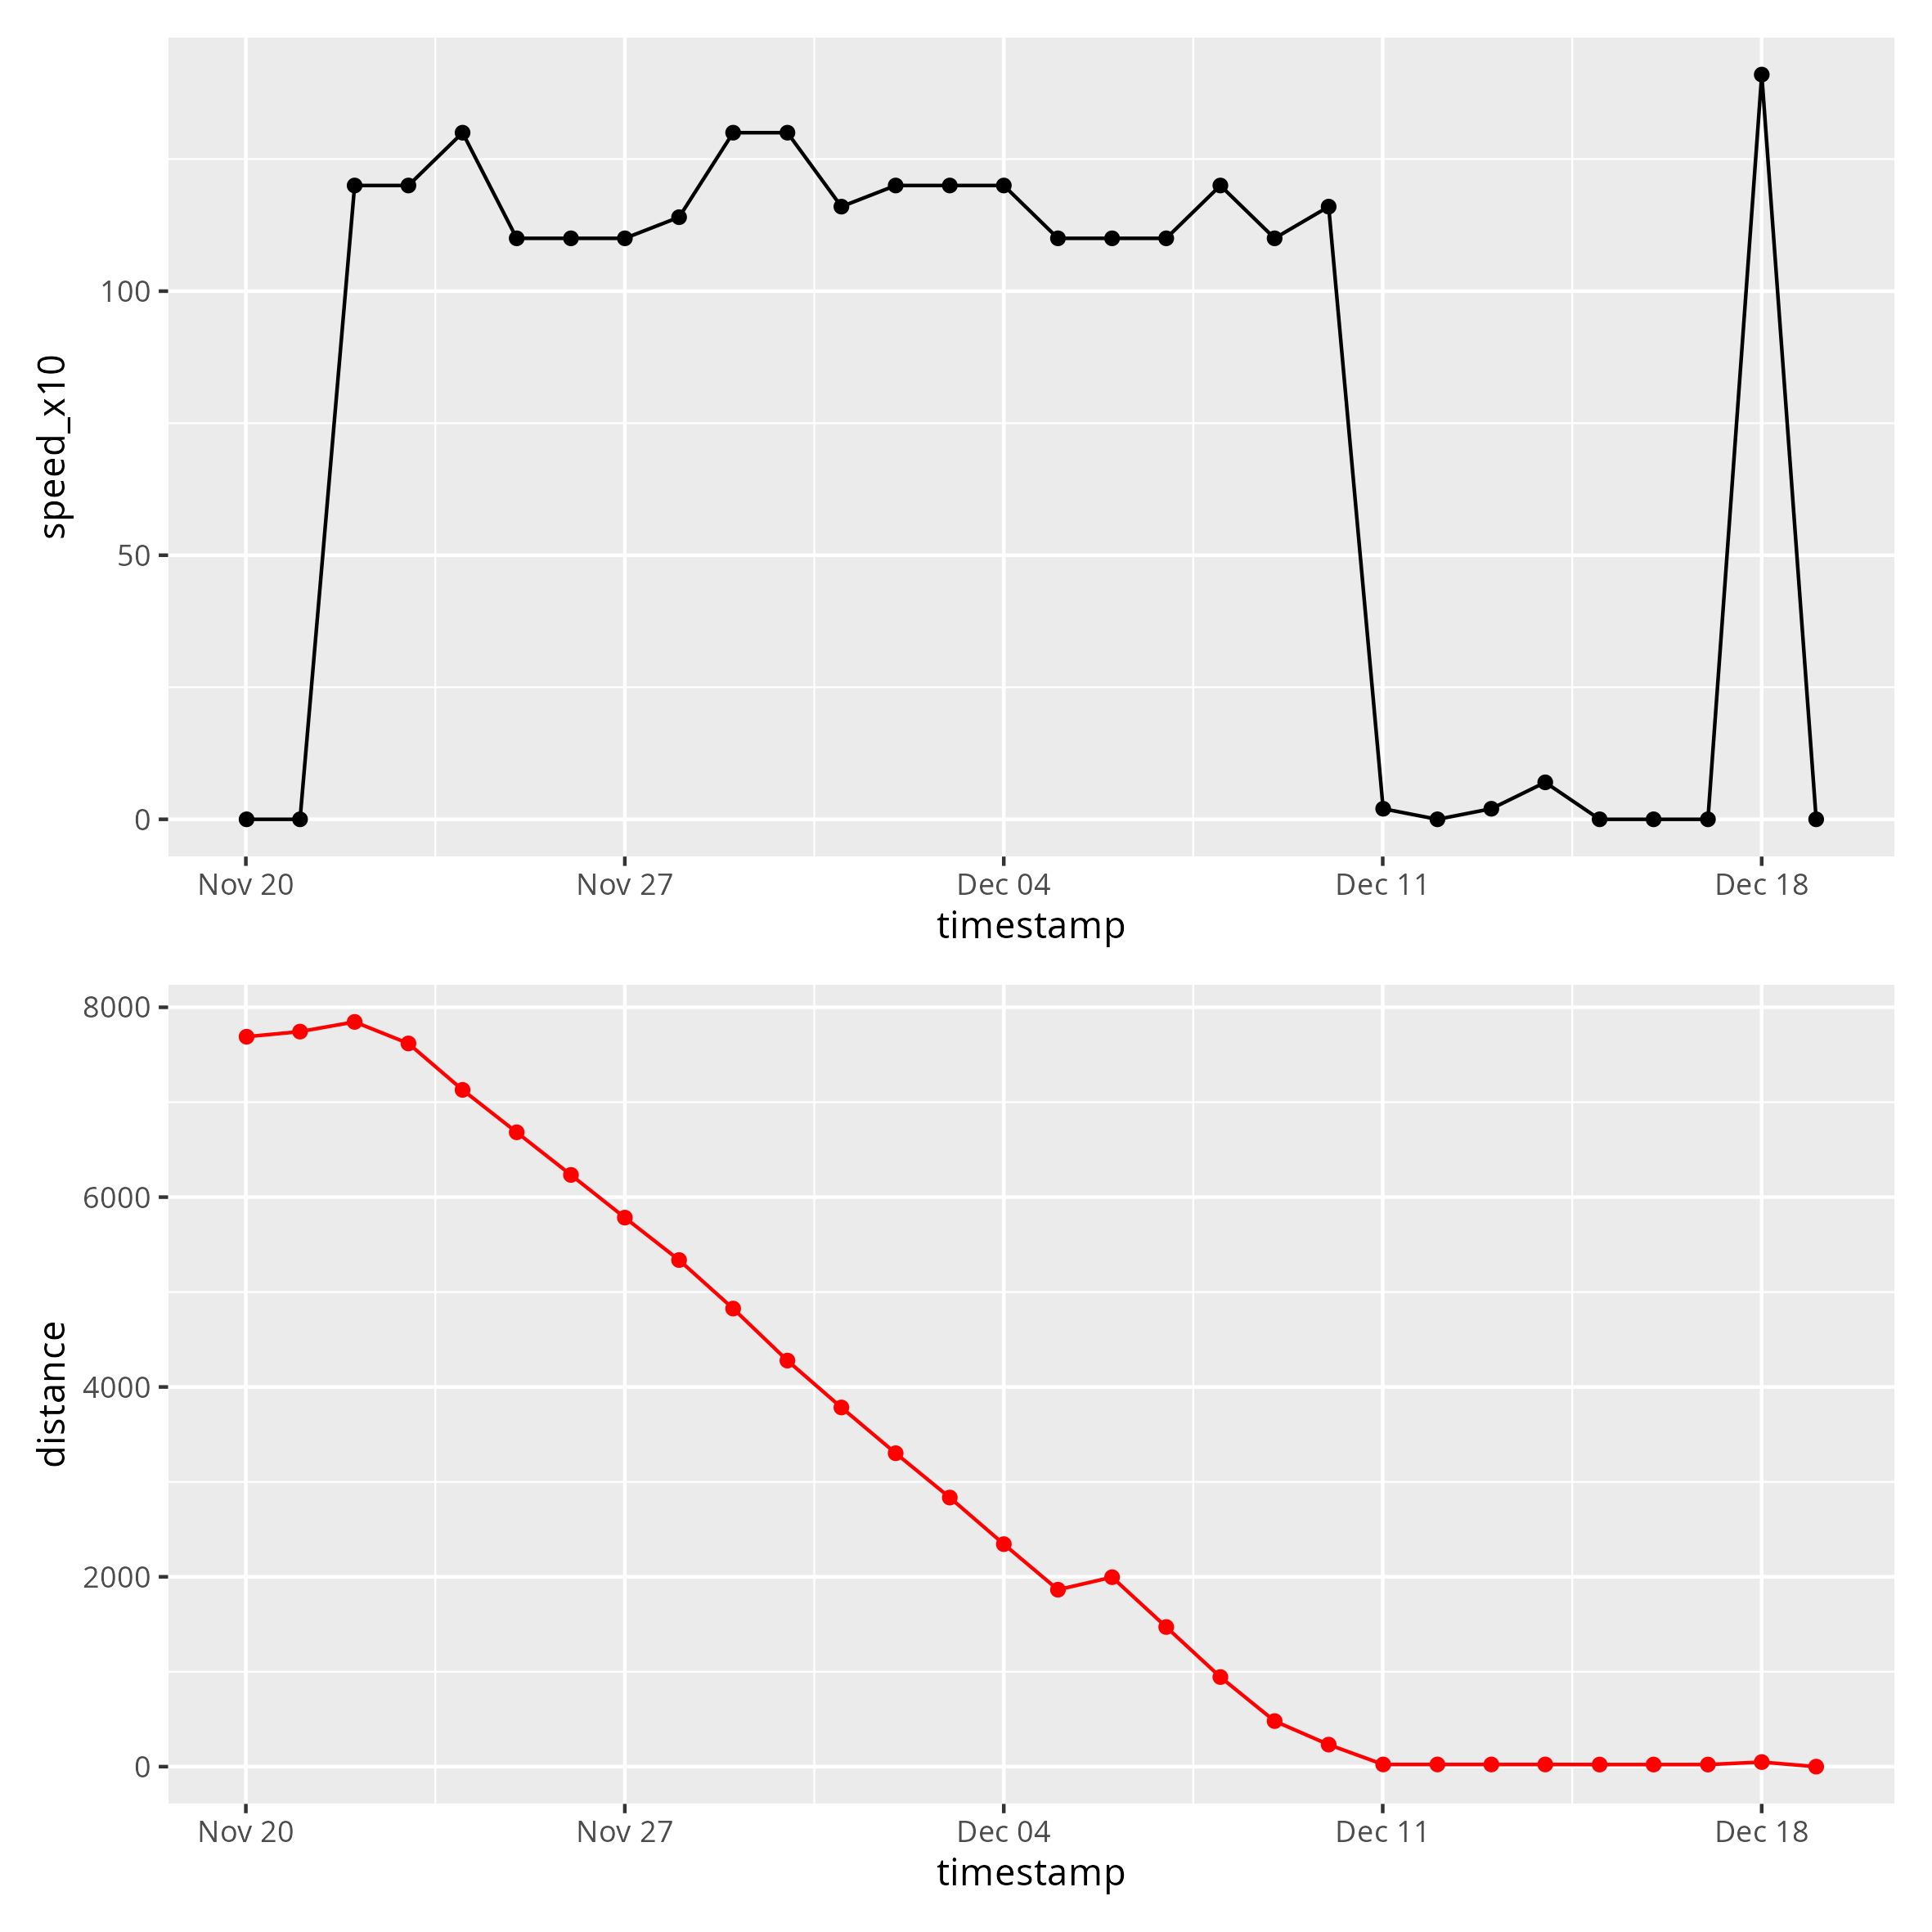 speed_x10
100
50
0
Nov 20 Nov 27 Dec 04 Dec 11 Dec 18
timestamp
distance
8000
6000
4000
2000
0
Nov 20 Nov 27 Dec 04 Dec 11 Dec 18
timestamp